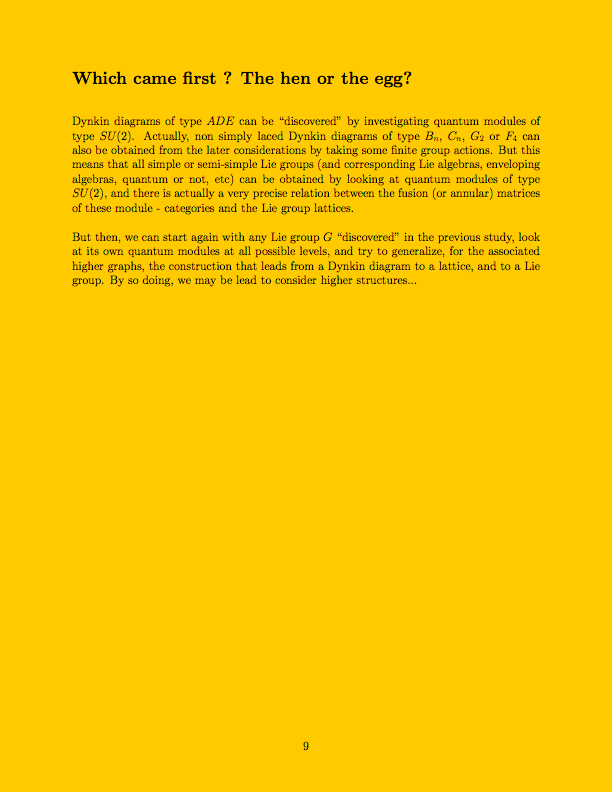 Which came first ? The hen or the egg?
Dynkin diagrams of type ADE can be “discovered” by investigating quantum modules of
type SU(2). Actually, non simply laced Dynkin diagrams of type Bₙ, Cₙ, G₂ or F₄ can
also be obtained from the later considerations by taking some finite group actions. But this
means that all simple or semi-simple Lie groups (and corresponding Lie algebras, enveloping
algebras, quantum or not, etc) can be obtained by looking at quantum modules of type
SU(2), and there is actually a very precise relation between the fusion (or annular) matrices
of these module - categories and the Lie group lattices.
But then, we can start again with any Lie group G “discovered” in the previous study, look
at its own quantum modules at all possible levels, and try to generalize, for the associated
higher graphs, the construction that leads from a Dynkin diagram to a lattice, and to a Lie
group. By so doing, we may be lead to consider higher structures...
9